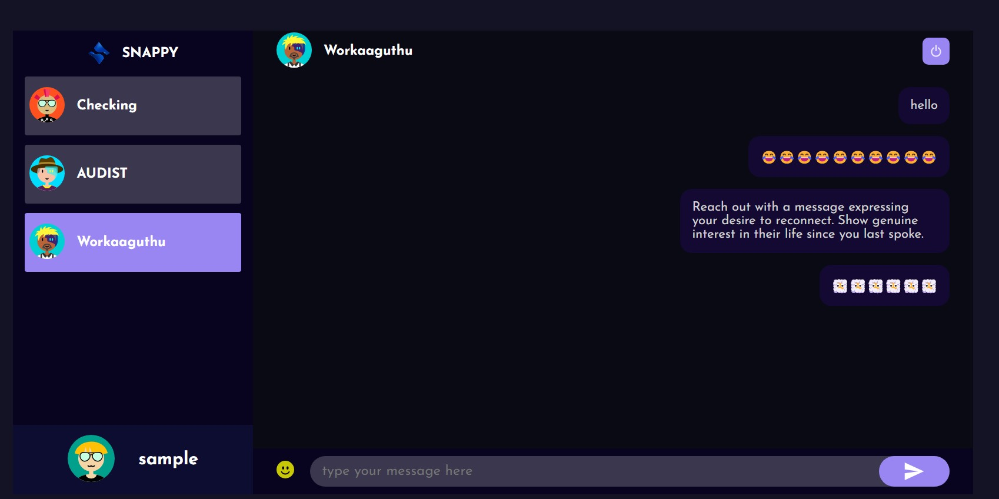 SNAPPY
Checking
AUDIST
Workaaguthu
sample
Workaaguthu
hello
😂😂😂😂😂😂😂😂😂😂
Reach out with a message expressing
your desire to reconnect. Show genuine
interest in their life since you last spoke.
type your message here